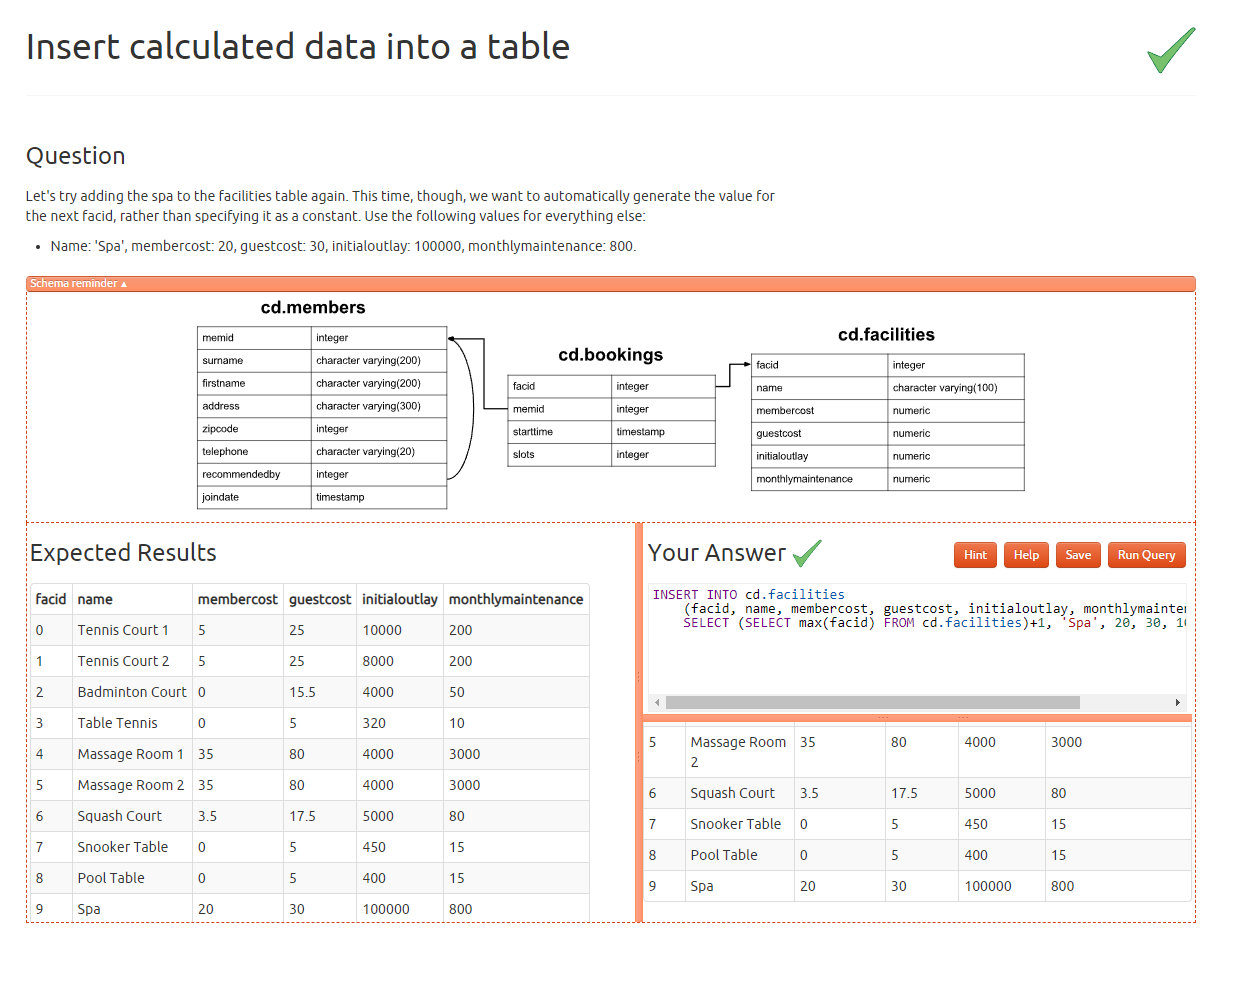 Insert calculated data into a table
Question
Let's try adding the spa to the facilities table again. This time, though, we want to automatically generate the value for
the next facid, rather than specifying it as a constant. Use the following values for everything else:
• Name: 'Spa', membercost: 20, guestcost: 30, initialoutlay: 100000, monthlymaintenance: 800.
Schema reminder ▲
cd.members
memid integer
surname character varying(200)
firstname character varying(200)
address character varying(300)
zipcode integer
telephone character varying(20)
recommendedby integer
joindate timestamp
cd.bookings
facid integer
memid integer
starttime timestamp
slots integer
cd.facilities
facid integer
name character varying(100)
membercost numeric
guestcost numeric
initialoutlay numeric
monthlymaintenance numeric
Expected Results
facid name membercost guestcost initialoutlay monthlymaintenance
0 Tennis Court 1 5 25 10000 200
1 Tennis Court 2 5 25 8000 200
2 Badminton Court 0 15.5 4000 50
3 Table Tennis 0 5 320 10
4 Massage Room 1 35 80 4000 3000
5 Massage Room 2 35 80 4000 3000
6 Squash Court 3.5 17.5 5000 80
7 Snooker Table 0 5 450 15
8 Pool Table 0 5 400 15
9 Spa 20 30 100000 800
Your Answer
Hint Help Save Run Query
INSERT INTO cd.facilities
(facid, name, membercost, guestcost, initialoutlay,
SELECT (SELECT max(facid) FROM cd.facilities)+1, 'Spa', 20, 30,
5 Massage Room 35 80 4000 3000
2
6 Squash Court 3.5 17.5 5000 80
7 Snooker Table 0 5 450 15
8 Pool Table 0 5 400 15
9 Spa 20 30 100000 800